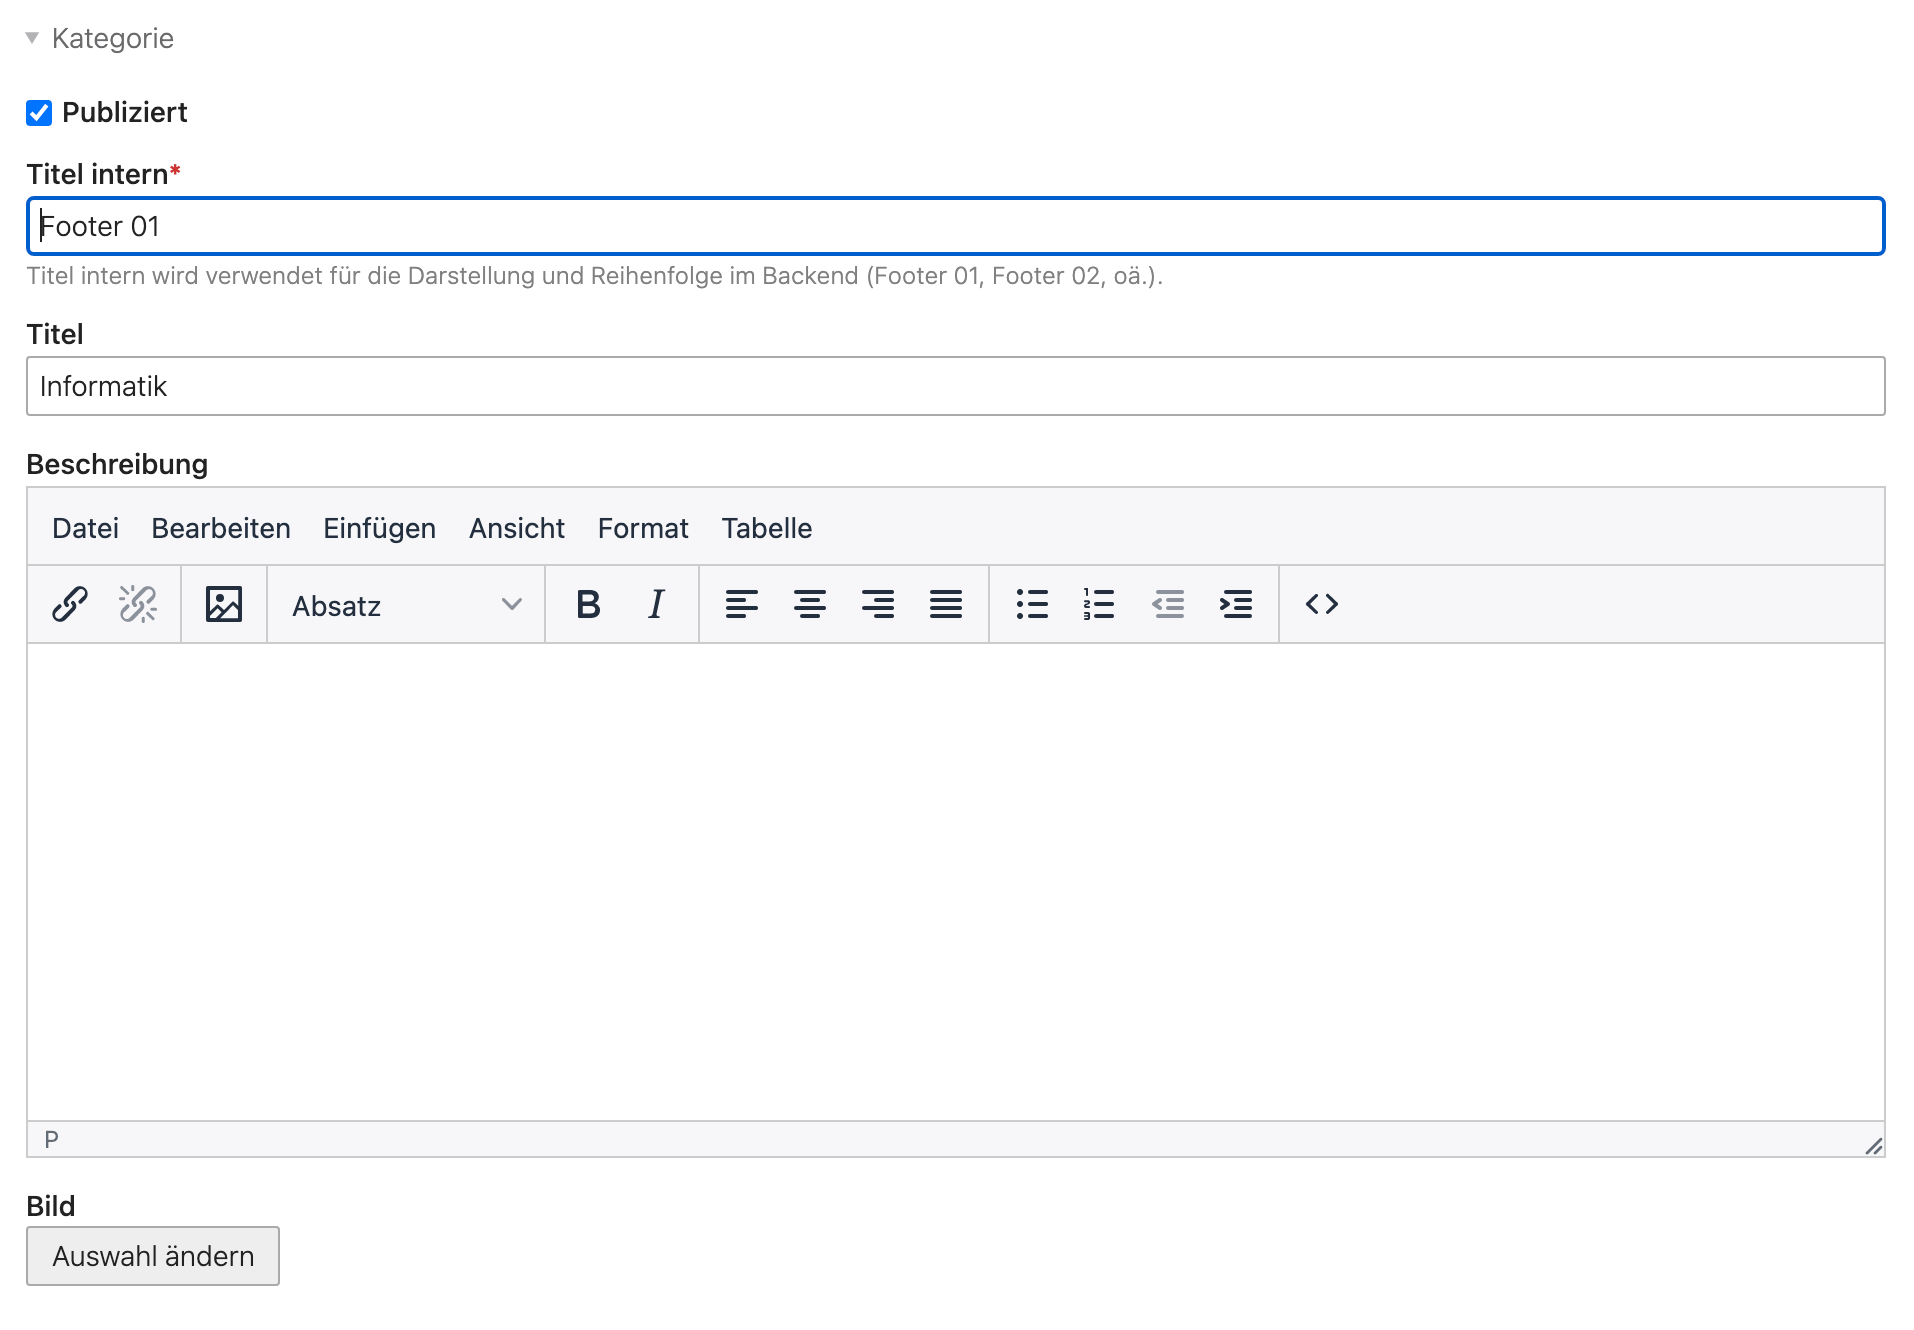 Kategorie
Publiziert
Titel intern*
Footer 01
Titel intern wird verwendet für die Darstellung und Reihenfolge im Backend (Footer 01, Footer 02, oä.).
Titel
Informatik
Beschreibung
Datei Bearbeiten Einfügen Ansicht Format Tabelle
Absatz B I
P
Bild
Auswahl ändern